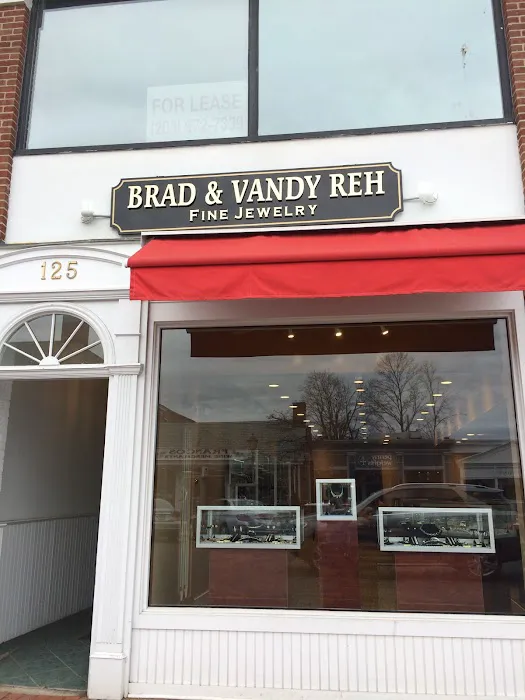 FOR LEASE
BRAD & VANDY REH
FINE JEWELRY
125